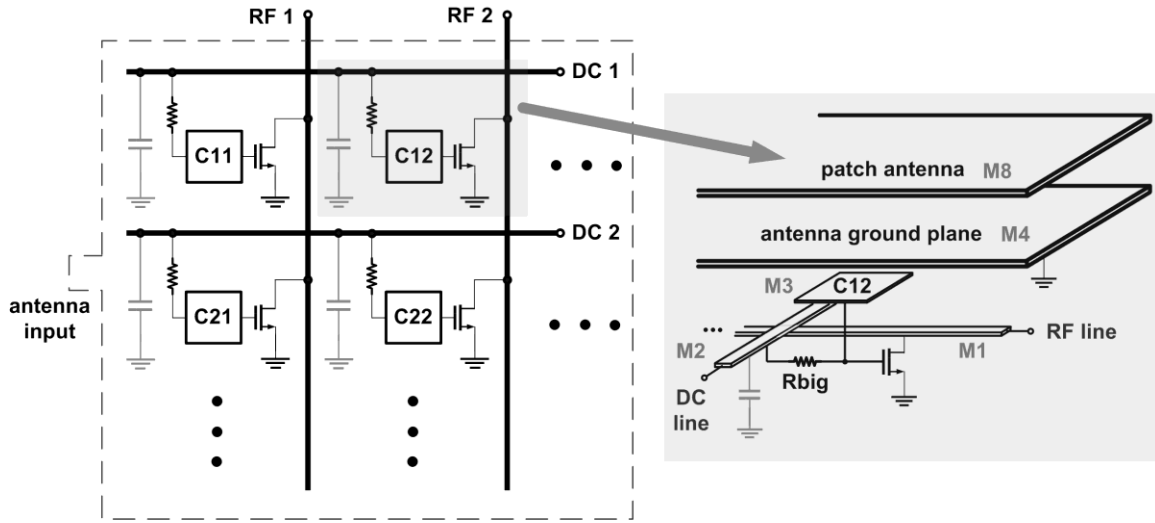 RF 1
RF 2
DC 1
C11
C12
DC 2
antenna
input
C21
C22
patch antenna M8
antenna ground plane M4
M3
C12
RF line
M2
M1
Rbig
DC
line